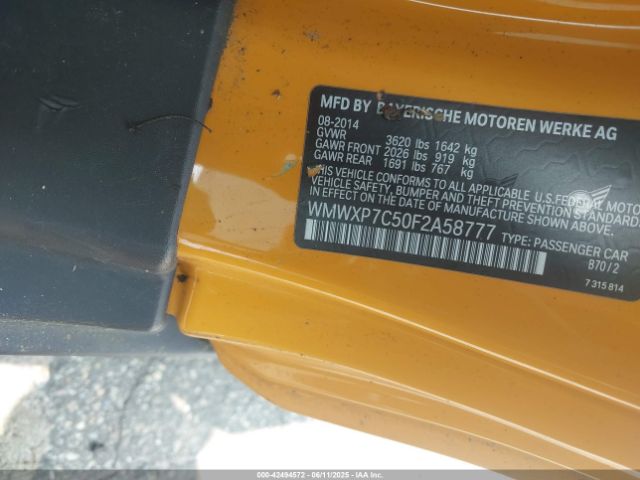 MFD BY BAYERISCHE MOTOREN WERKE AG
08-2014
GVWR 3620 lbs 1642 kg
GAWR FRONT 2026 lbs 919 kg
GAWR REAR 1691 lbs 767 kg
THIS VEHICLE CONFORMS TO ALL APPLICABLE U.S. FEDERAL MOTOR
VEHICLE SAFETY, BUMPER AND THEFT PREVENTION STANDARDS
IN EFFECT ON THE DATE OF MANUFACTURE SHOWN ABOVE.
WMWXP7C50F2A58777 TYPE: PASSENGER CAR
870/2
7 315 814
000-42494572 | 06/11/2025 - IAA Inc.